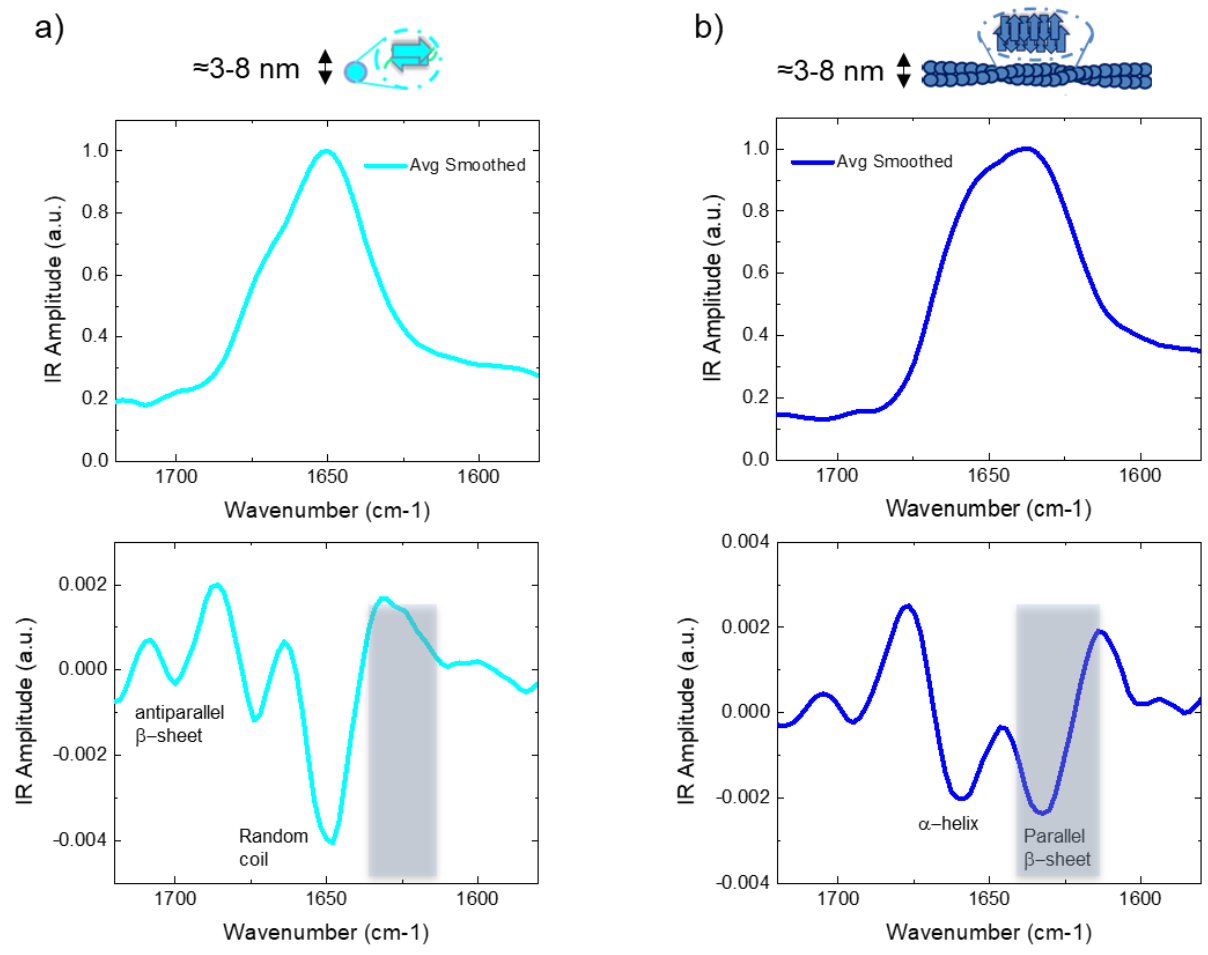 a)
≈3-8 nm
1.0
0.8
0.6
0.4
0.2
0.0
Avg Smoothed
IR Amplitude (a.u.)
1700
1650
1600
Wavenumber (cm-1)
0.002
0.000
-0.002
-0.004
IR Amplitude (a.u.)
antiparallel
β–sheet
Random
coil
1700
1650
1600
Wavenumber (cm-1)
b)
≈3-8 nm
1.0
0.8
0.6
0.4
0.2
0.0
Avg Smoothed
IR Amplitude (a.u.)
1700
1650
1600
Wavenumber (cm-1)
0.004
0.002
0.000
-0.002
-0.004
IR Amplitude (a.u.)
α–helix
Parallel
β–sheet
1700
1650
1600
Wavenumber (cm-1)